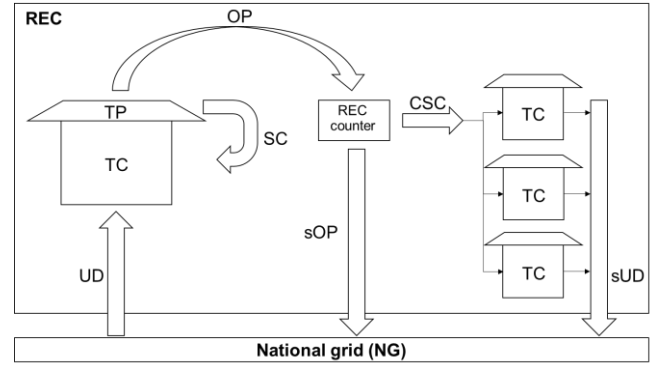 REC
OP
TP
TC
SC
REC
counter
CSC
TC
TC
TC
sOP
UD
sUD
National grid (NG)